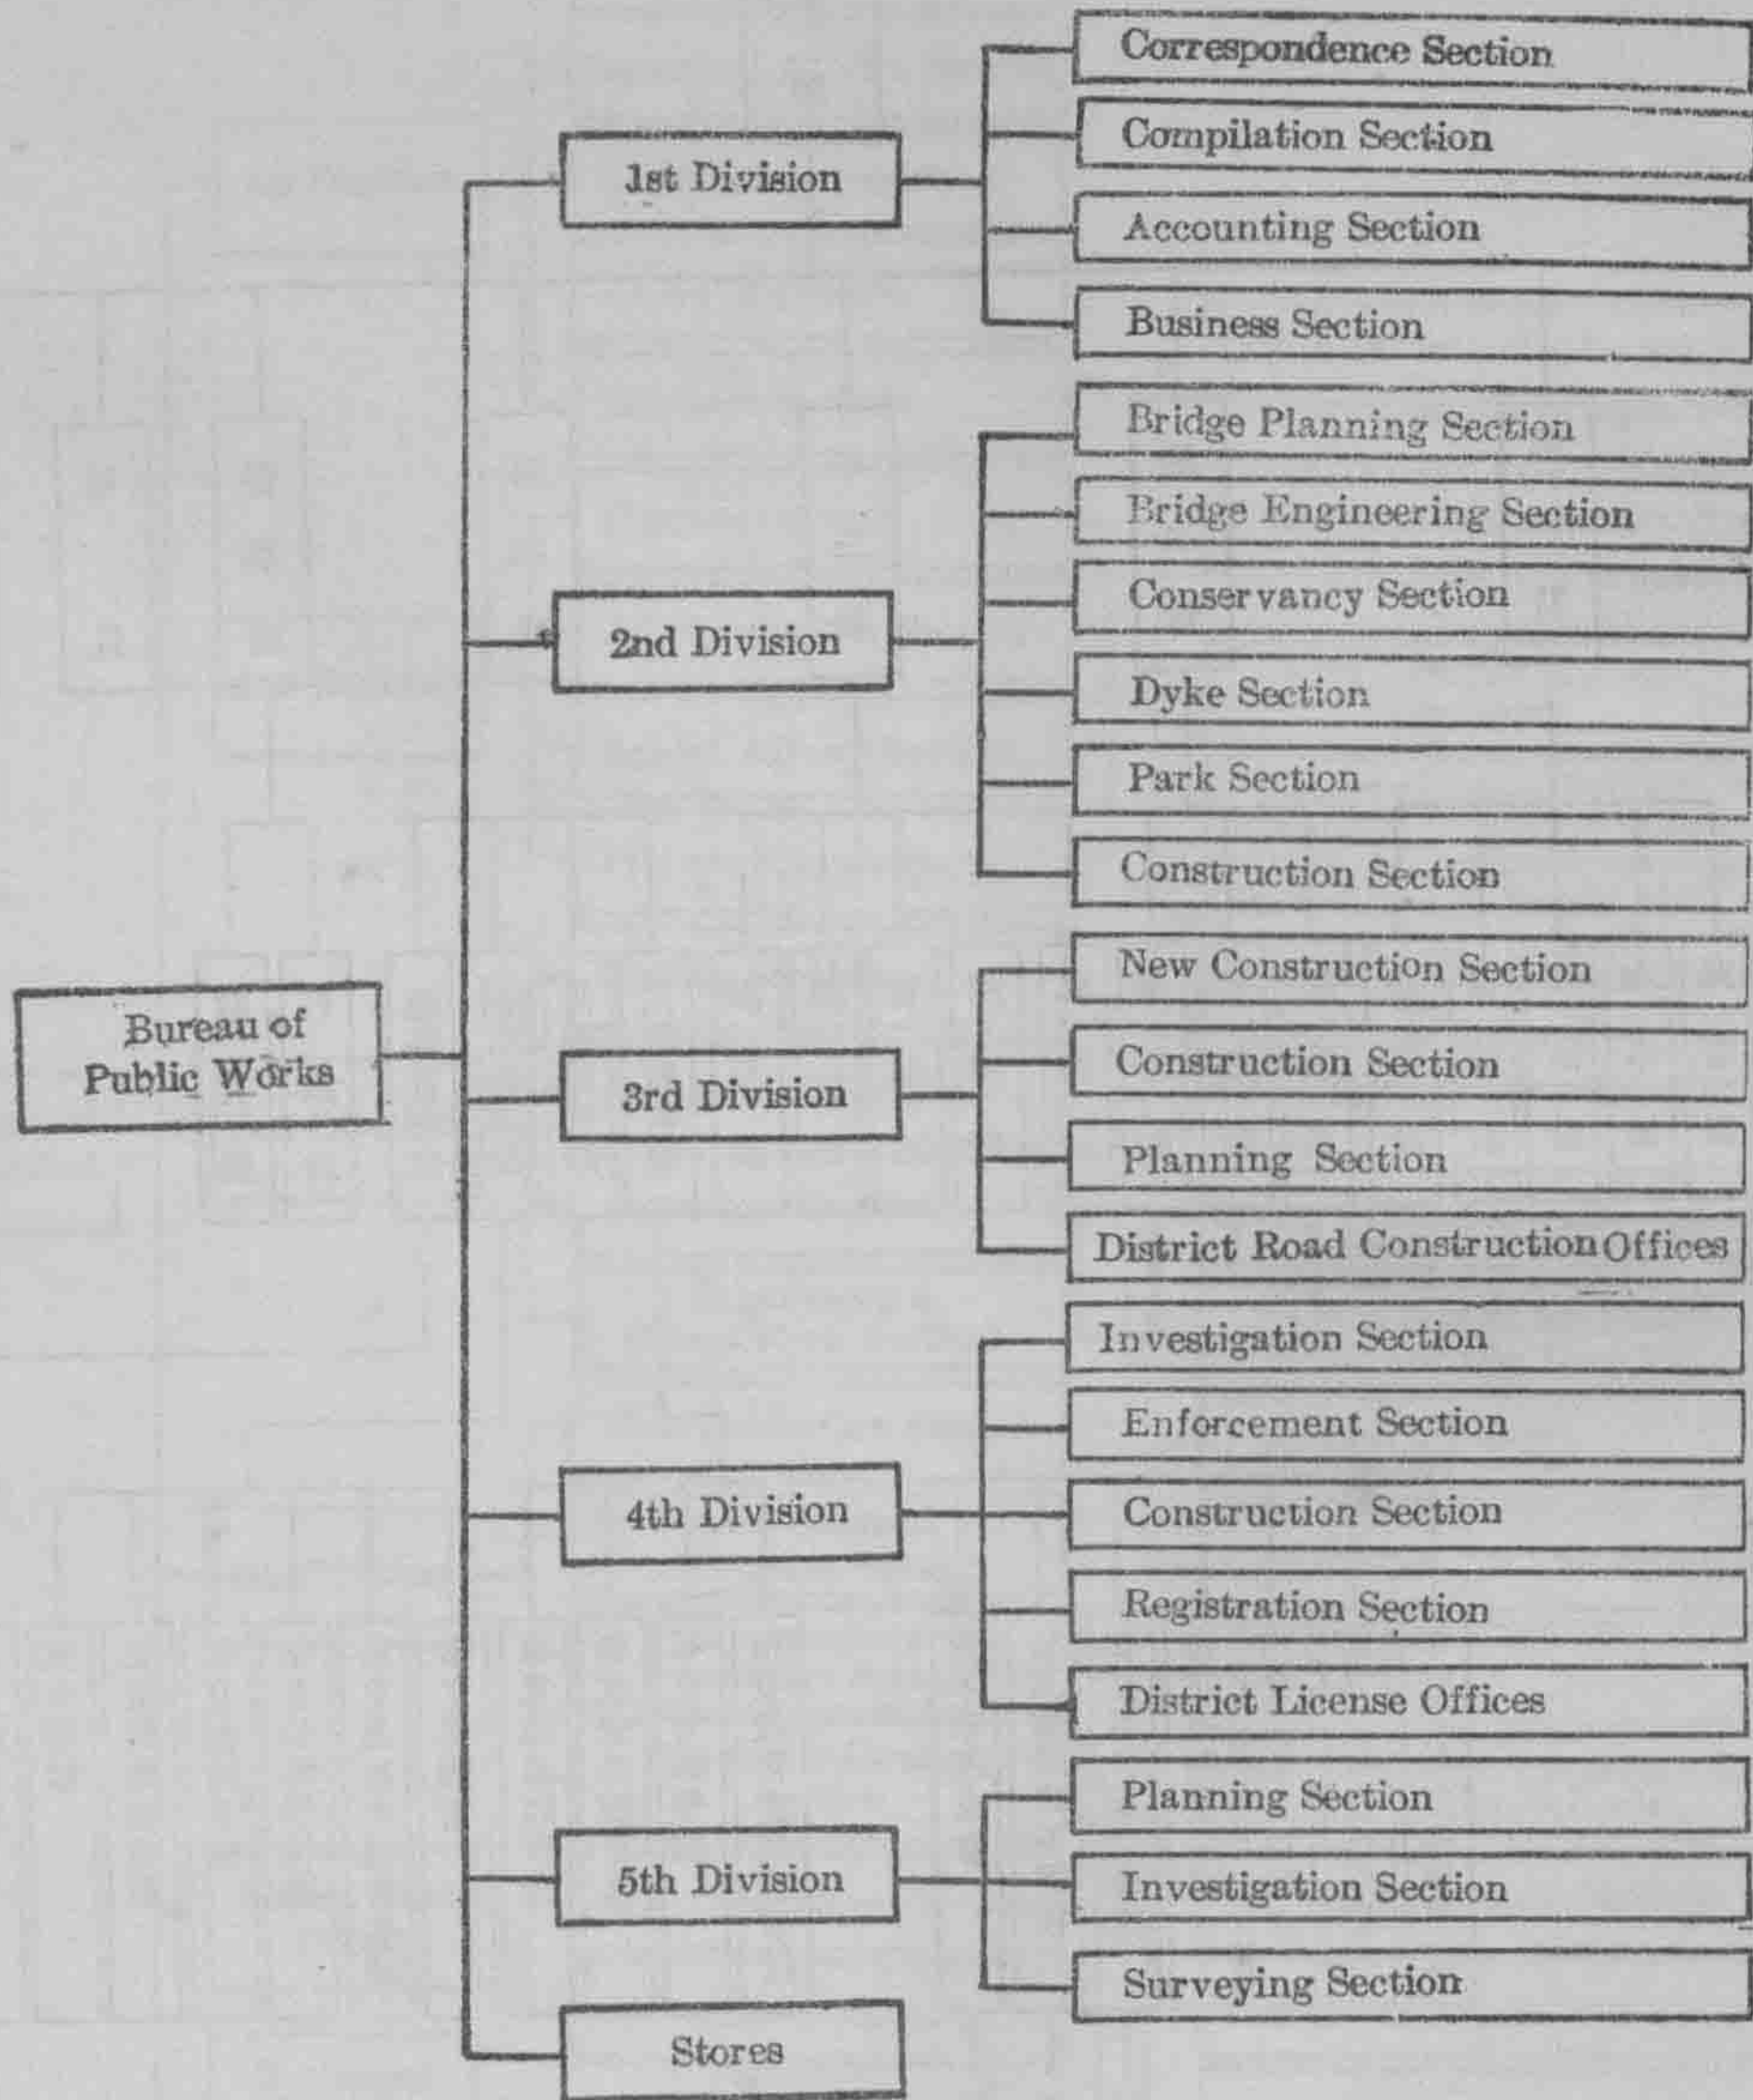 Bureau of
Public Works
1st Division
Correspondence Section
Compilation Section
Accounting Section
Business Section
2nd Division
Bridge Planning Section
Bridge Engineering Section
Conservancy Section
Dyke Section
Park Section
Construction Section
3rd Division
New Construction Section
Construction Section
Planning Section
District Road Construction Offices
4th Division
Investigation Section
Enforcement Section
Construction Section
Registration Section
District License Offices
5th Division
Planning Section
Investigation Section
Surveying Section
Stores